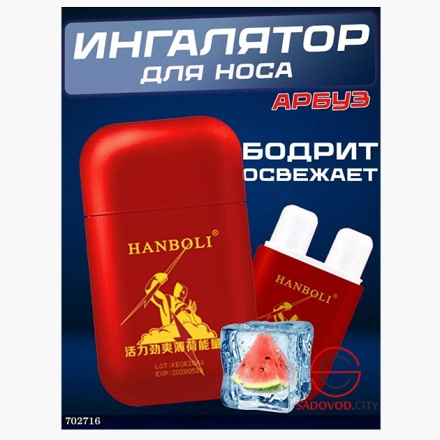 ИНГАЛЯТОР
ДЛЯ НОСА
АРБУЗ
БОДРИТ
ОСВЕЖАЕТ
HANBOLI®
活力劲爽薄荷能量
HANBOLI®
SADOVOD.CITY
702716